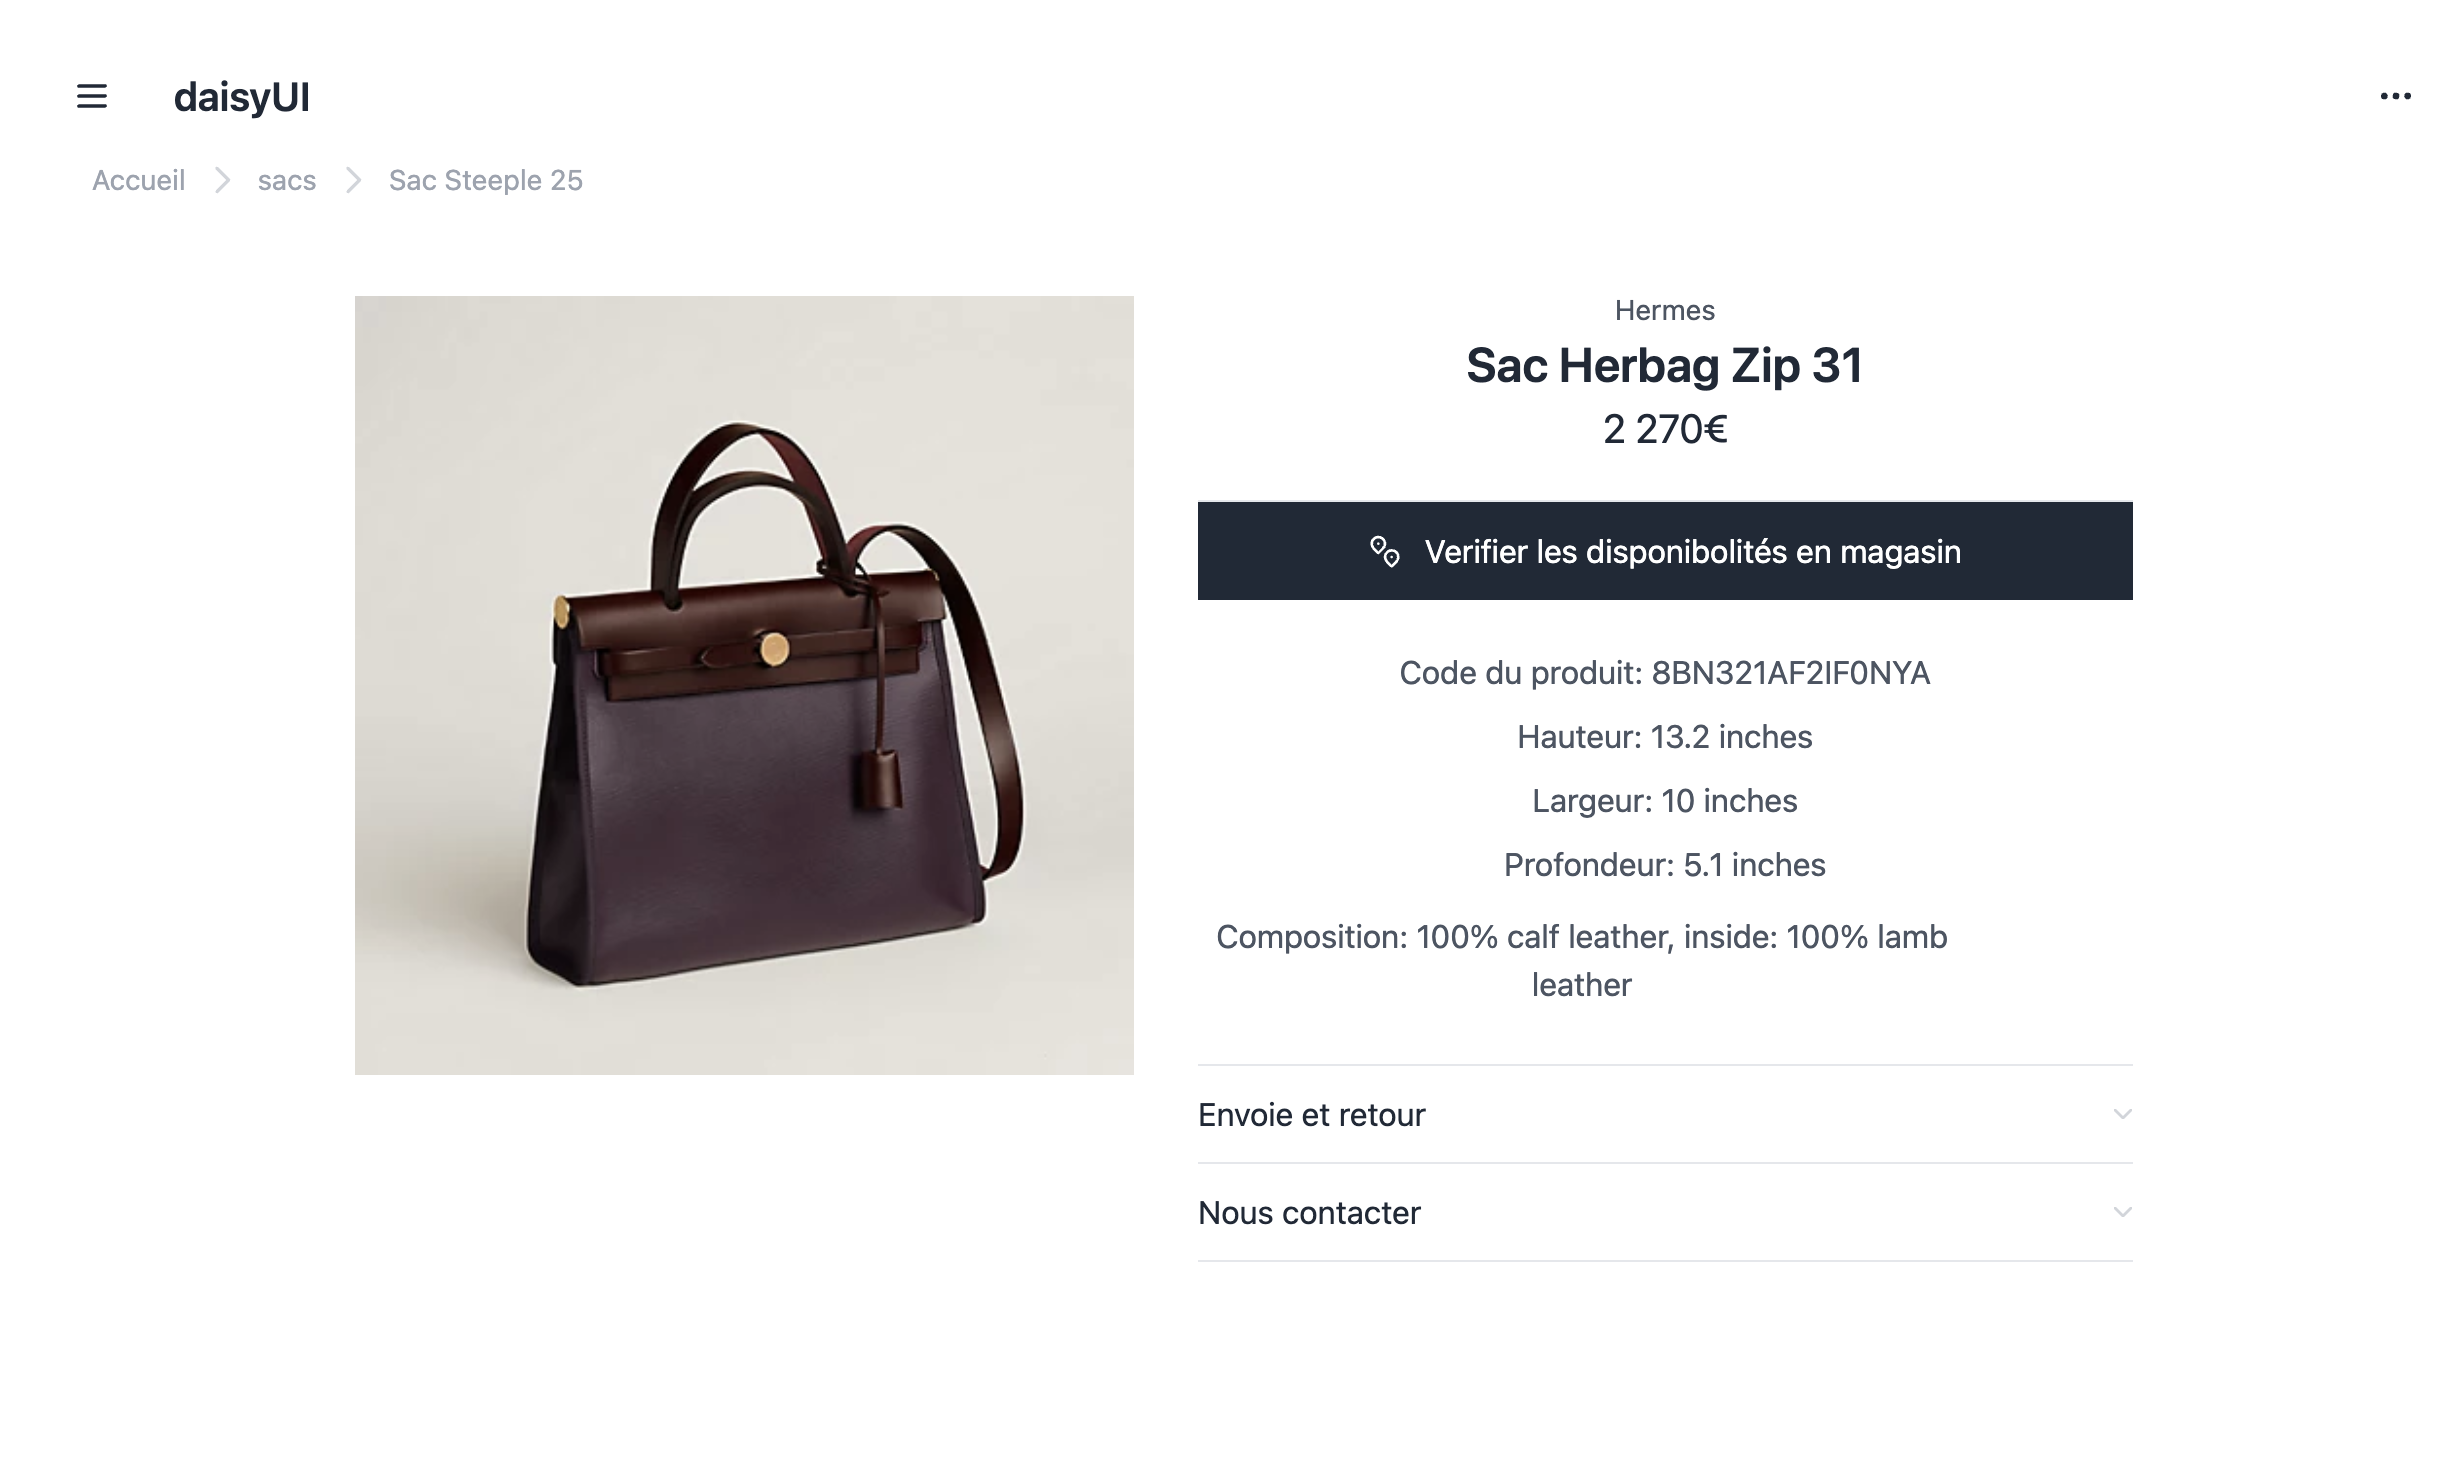 daisyUI
Accueil
sacs
Sac Steeple 25
Hermes
Sac Herbag Zip 31
2 270€
Verifier les disponibolités en magasin
Code du produit: 8BN321AF2IF0NYA
Hauteur: 13.2 inches
Largeur: 10 inches
Profondeur: 5.1 inches
Composition: 100% calf leather, inside: 100% lamb
leather
Envoie et retour
Nous contacter